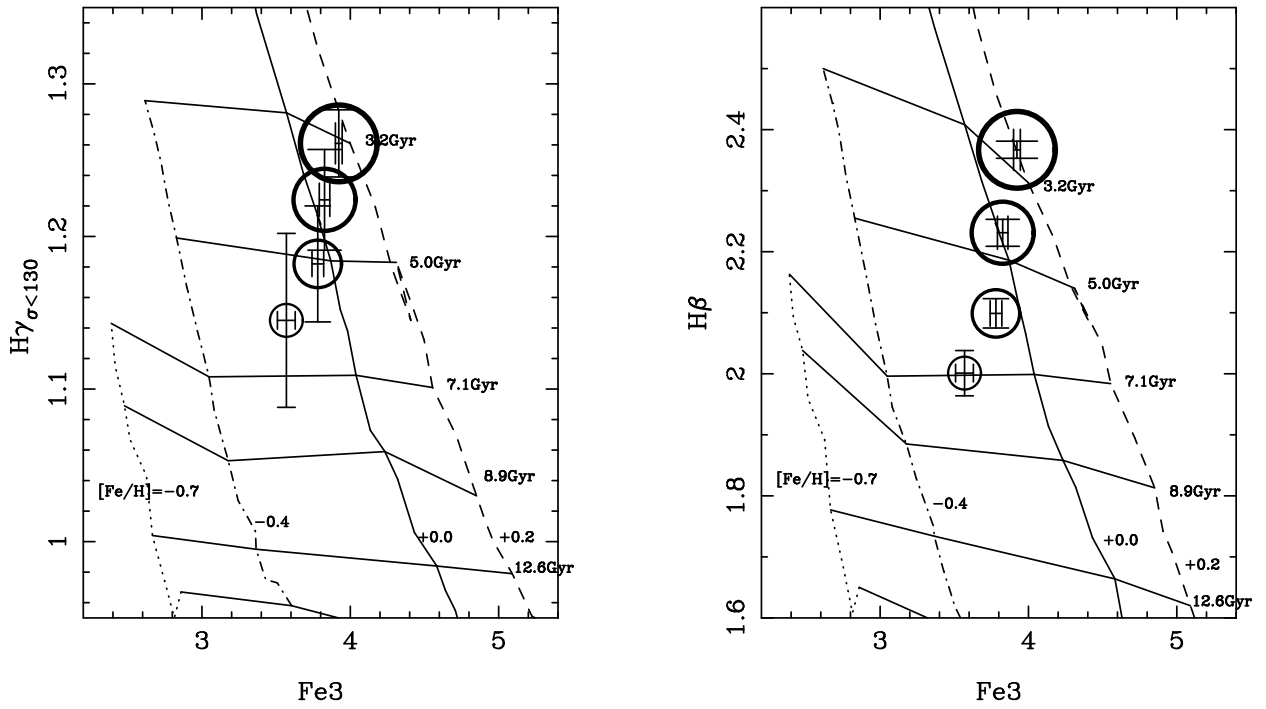 1.3
1.2
1.1
1
Hγσ<130
3.2Gyr
5.0Gyr
7.1Gyr
8.9Gyr
[Fe/H]=−0.7
−0.4
+0.0
+0.2
12.6Gyr
3
4
5
Fe3
2.4
2.2
2
1.8
1.6
Hβ
3.2Gyr
5.0Gyr
7.1Gyr
[Fe/H]=−0.7
8.9Gyr
−0.4
+0.0
+0.2
12.6Gyr
3
4
5
Fe3